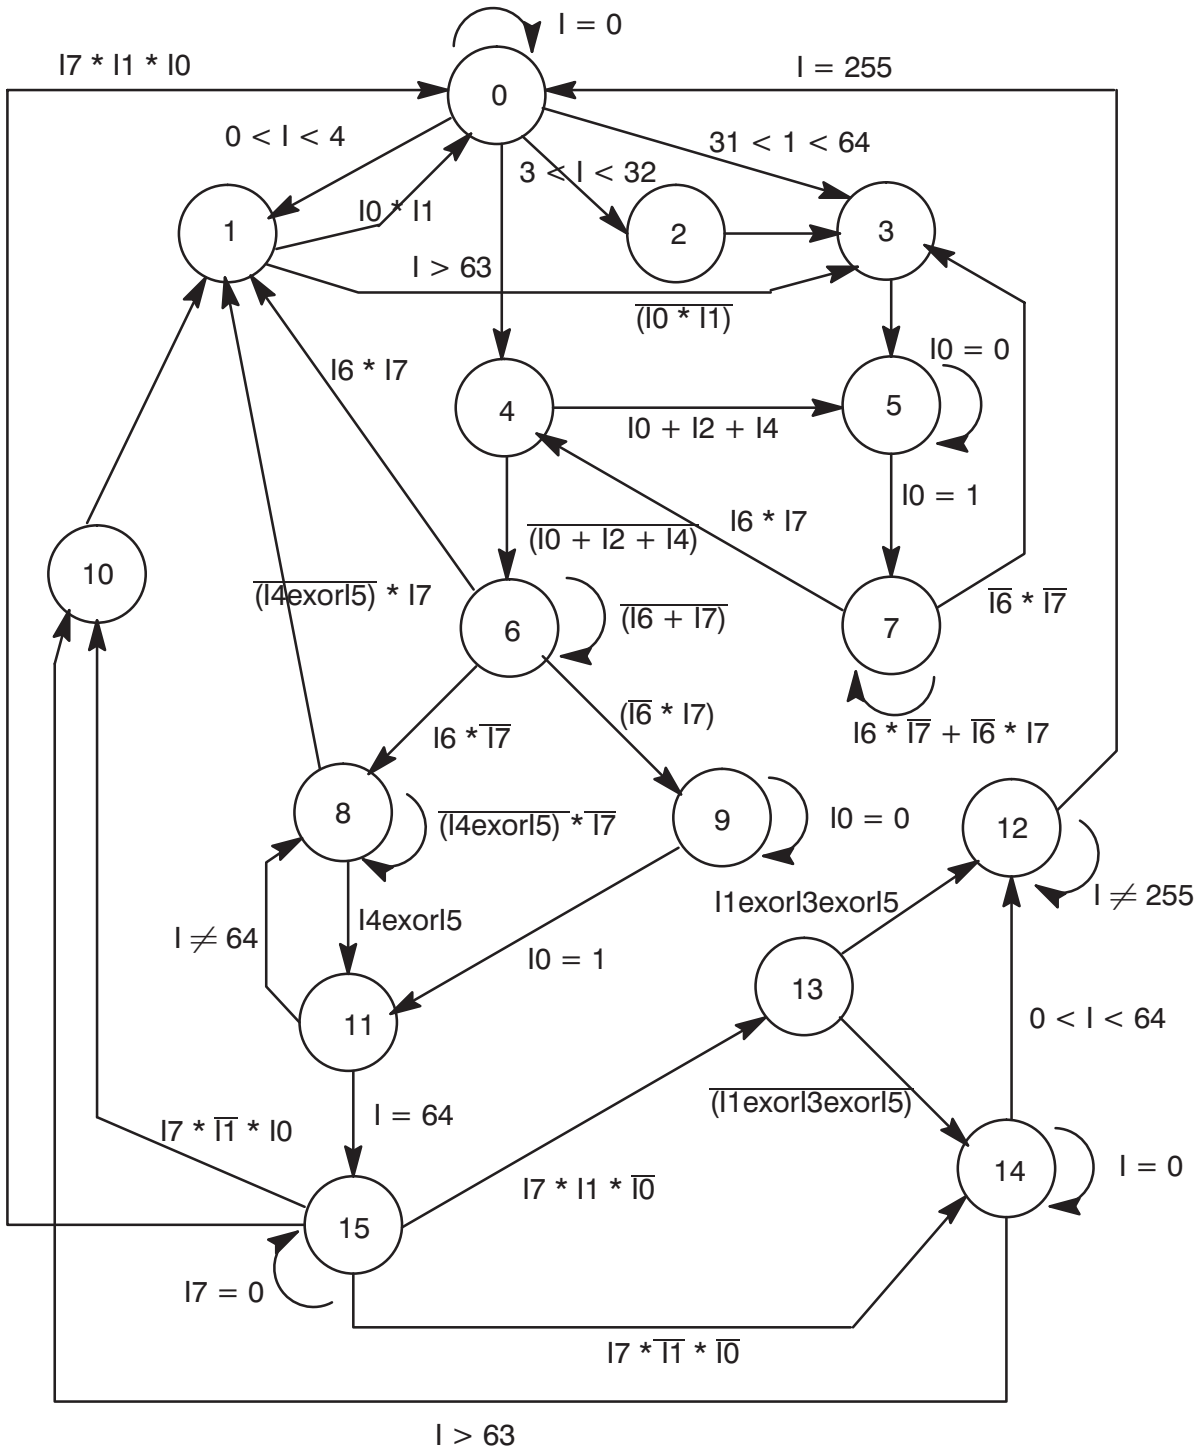 I = 0
I7 * I1 * I0
I = 255
0
0 < I < 4
31 < 1 < 64
3 < I < 32
I0 * I1
1
2
3
I > 63
(I0 * I1)̅
I0 = 0
I6 * I7
4
5
I0 + I2 + I4
I0 = 1
I6 * I7
(I0 + I2 + I4)̅
10
(I4exorI5)̅ * I7
I6̅ * I7̅
6
(I6 + I7)̅
7
(I6̅ * I7)
I6 * I7̅
I6 * I7̅ + I6̅ * I7
8
(I4exorI5)̅ * I7̅
9
I0 = 0
12
I ≠ 255
I1exorI3exorI5
I4exorI5
I ≠ 64
I0 = 1
13
11
0 < I < 64
(I1exorI3exorI5)̅
I = 64
I7 * I1̅ * I0
14
I = 0
I7 * I1 * I0̅
15
I7 = 0
I7 * I1̅ * I0̅
I > 63